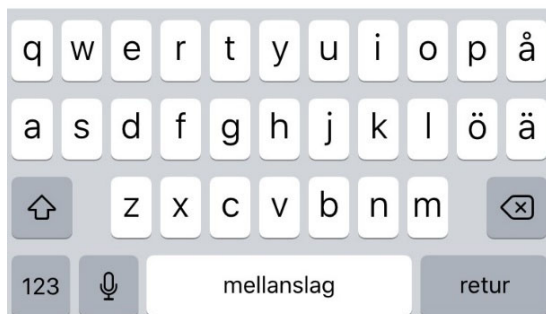 q w e r t y u i o p å
a s d f g h j k l ö ä
z x c v b n m
123 mellanslag retur